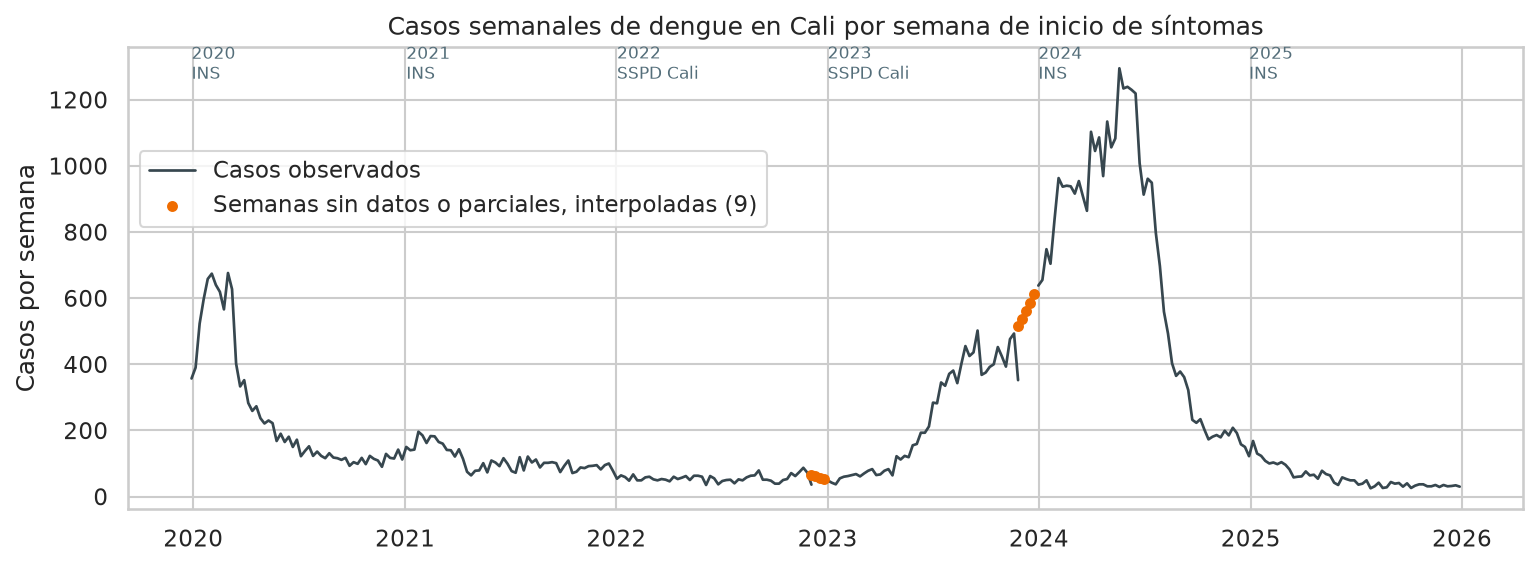 Casos semanales de dengue en Cali por semana de inicio de síntomas
2020
INS
2021
INS
2022
SSPD Cali
2023
SSPD Cali
2024
INS
2025
INS
Casos por semana
1200
1000
800
600
400
200
0
Casos observados
Semanas sin datos o parciales, interpoladas (9)
2020
2021
2022
2023
2024
2025
2026